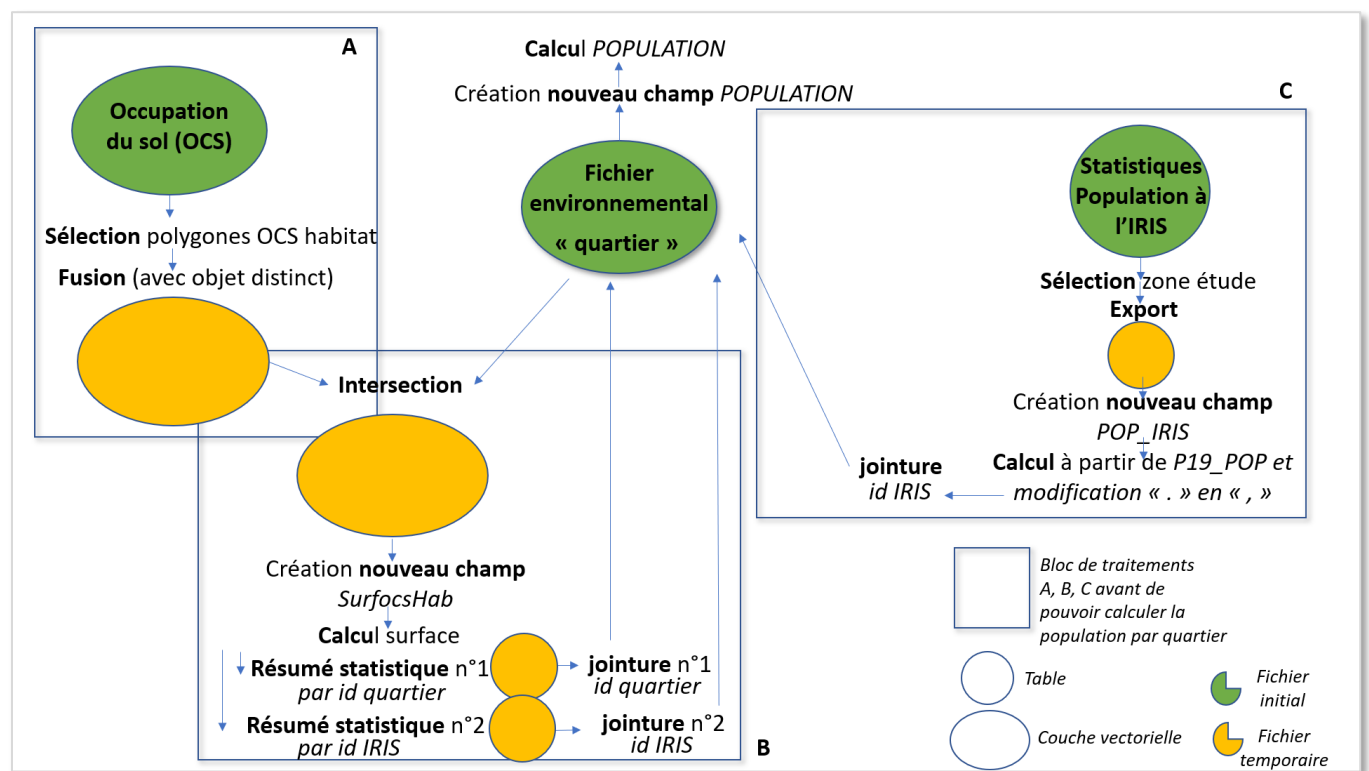 A
Occupation
du sol (OCS)
Sélection polygones OCS habitat
Fusion (avec objet distinct)
Calcul POPULATION
Création nouveau champ POPULATION
Fichier
environnemental
« quartier »
C
Statistiques
Population à
l'IRIS
Sélection zone étude
Export
Création nouveau champ
POP_IRIS
Calcul à partir de P19_POP et
modification « . » en « , »
jointure
id IRIS
Intersection
Création nouveau champ
SurfocsHab
Calcul surface
Résumé statistique n°1
par id quartier
jointure n°1
id quartier
Résumé statistique n°2
par id IRIS
jointure n°2
id IRIS
B
Bloc de traitements
A, B, C avant de
pouvoir calculer la
population par quartier
Table
Fichier
initial
Couche vectorielle
Fichier
temporaire